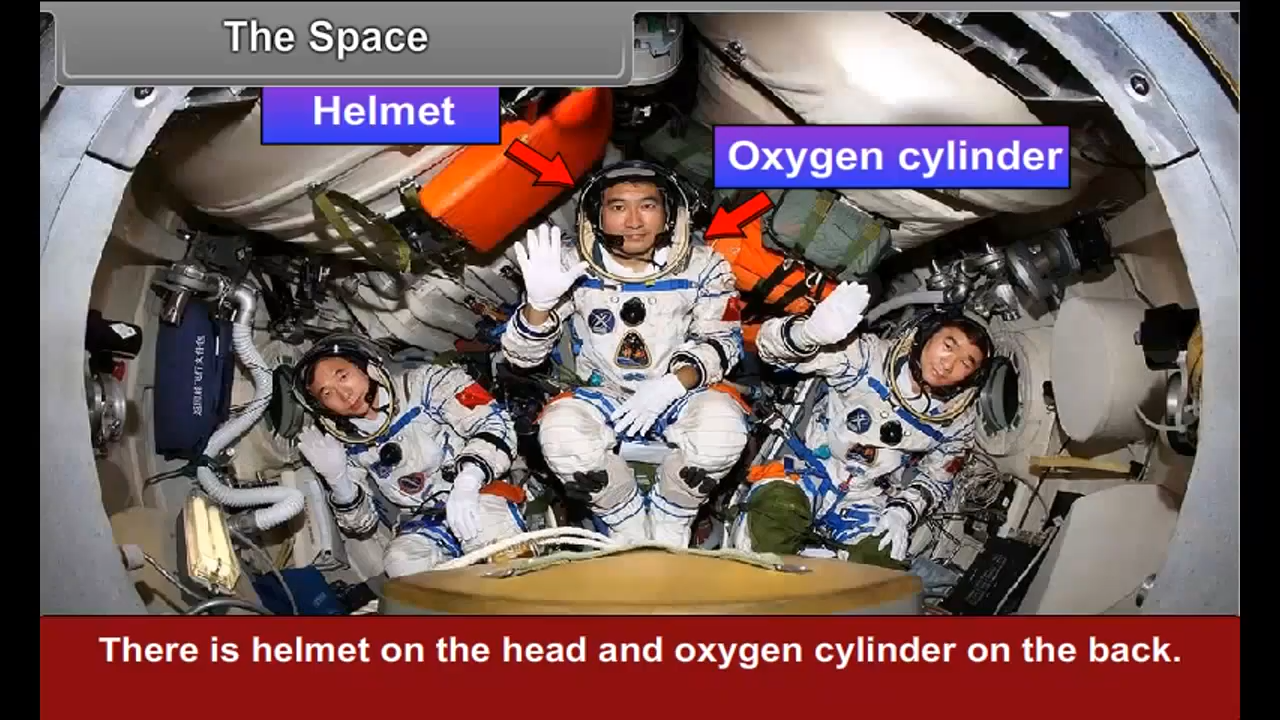 The Space
Helmet
Oxygen cylinder
There is helmet on the head and oxygen cylinder on the back.